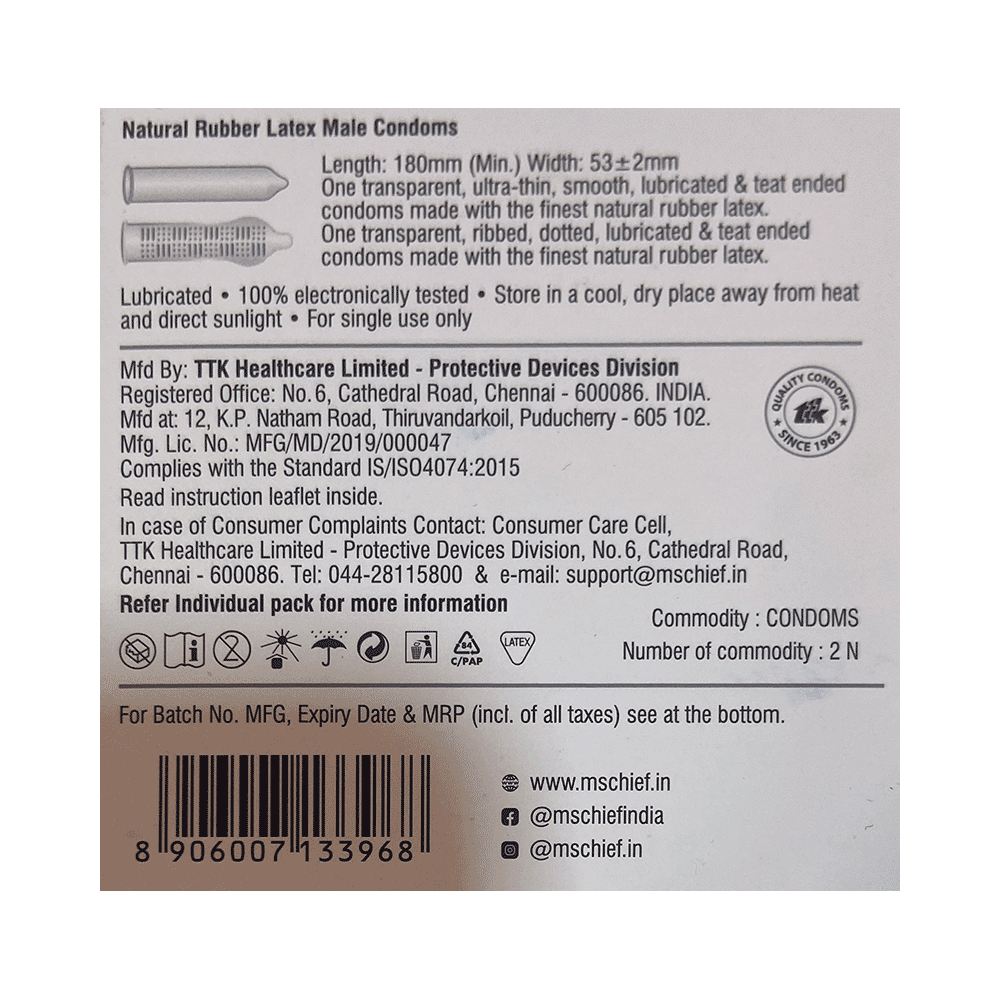 Natural Rubber Latex Male Condoms
Length: 180mm (Min.) Width: 53±2mm
One transparent, ultra-thin, smooth, lubricated & teat ended
condoms made with the finest natural rubber latex.
One transparent, ribbed, dotted, lubricated & teat ended
condoms made with the finest natural rubber latex.
Lubricated • 100% electronically tested • Store in a cool, dry place away from heat
and direct sunlight • For single use only
Mfd By: TTK Healthcare Limited - Protective Devices Division
Registered Office: No. 6, Cathedral Road, Chennai - 600086. INDIA.
Mfd at: 12, K.P. Natham Road, Thiruvandarkoil, Puducherry - 605 102.
Mfg. Lic. No.: MFG/MD/2019/000047
Complies with the Standard IS/ISO4074:2015
QUALITY CONDOMS
ttk
SINCE 1963
Read instruction leaflet inside.
In case of Consumer Complaints Contact: Consumer Care Cell,
TTK Healthcare Limited - Protective Devices Division, No. 6, Cathedral Road,
Chennai - 600086. Tel: 044-28115800 & e-mail: support@mschief.in
Refer Individual pack for more information
Commodity : CONDOMS
Number of commodity : 2 N
2
84
C/PAP
LATEX
For Batch No. MFG, Expiry Date & MRP (incl. of all taxes) see at the bottom.
8 906007 133968
www.mschief.in
@mschiefindia
@mschief.in